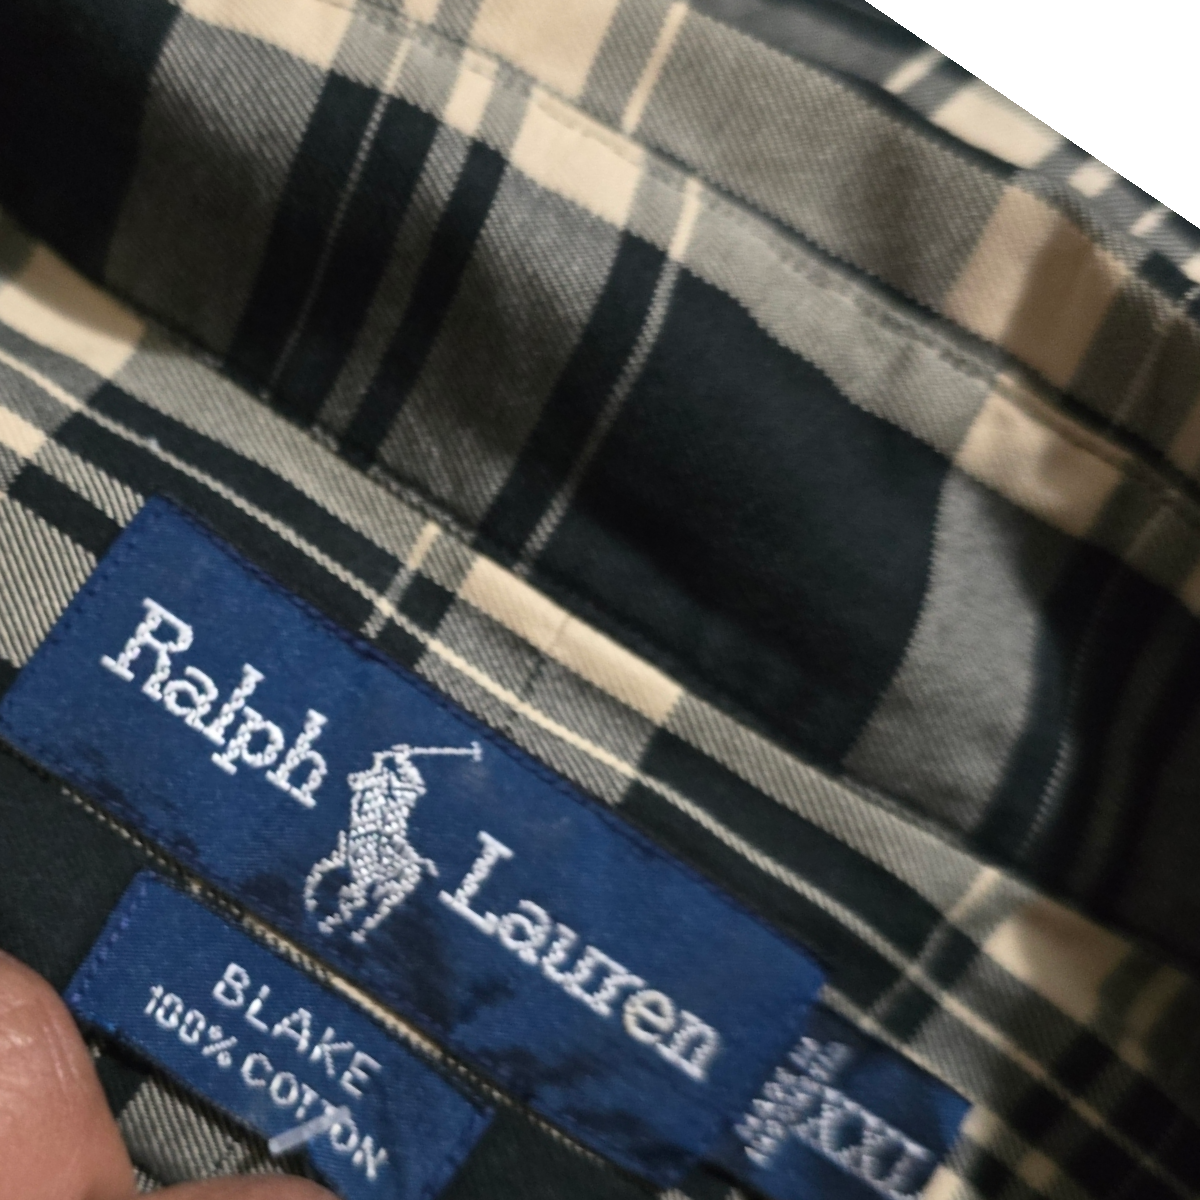 Ralph Lauren
XXL
BLAKE
100% COTTON